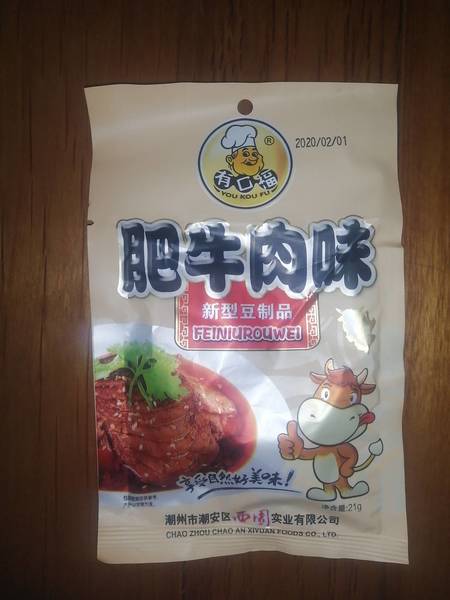 ®
2020/02/01
有口福
YOU KOU FU
肥牛肉味
新型豆制品
FEINIUROUWEI
享受自然好美味!
净含量:21g
潮州市潮安区西园实业有限公司
CHAO ZHOU CHAO AN XIYUAN FOODS CO., LTD.